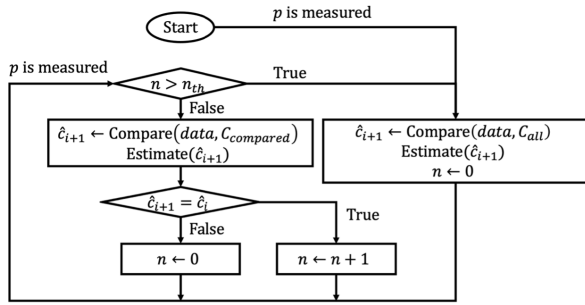 Start
p is measured
p is measured
n > n_th
True
False
ĉ_{i+1} ← Compare(data, C_compared)
Estimate(ĉ_{i+1})
ĉ_{i+1} ← Compare(data, C_all)
Estimate(ĉ_{i+1})
n ← 0
ĉ_{i+1} = ĉ_i
True
False
n ← 0
n ← n + 1